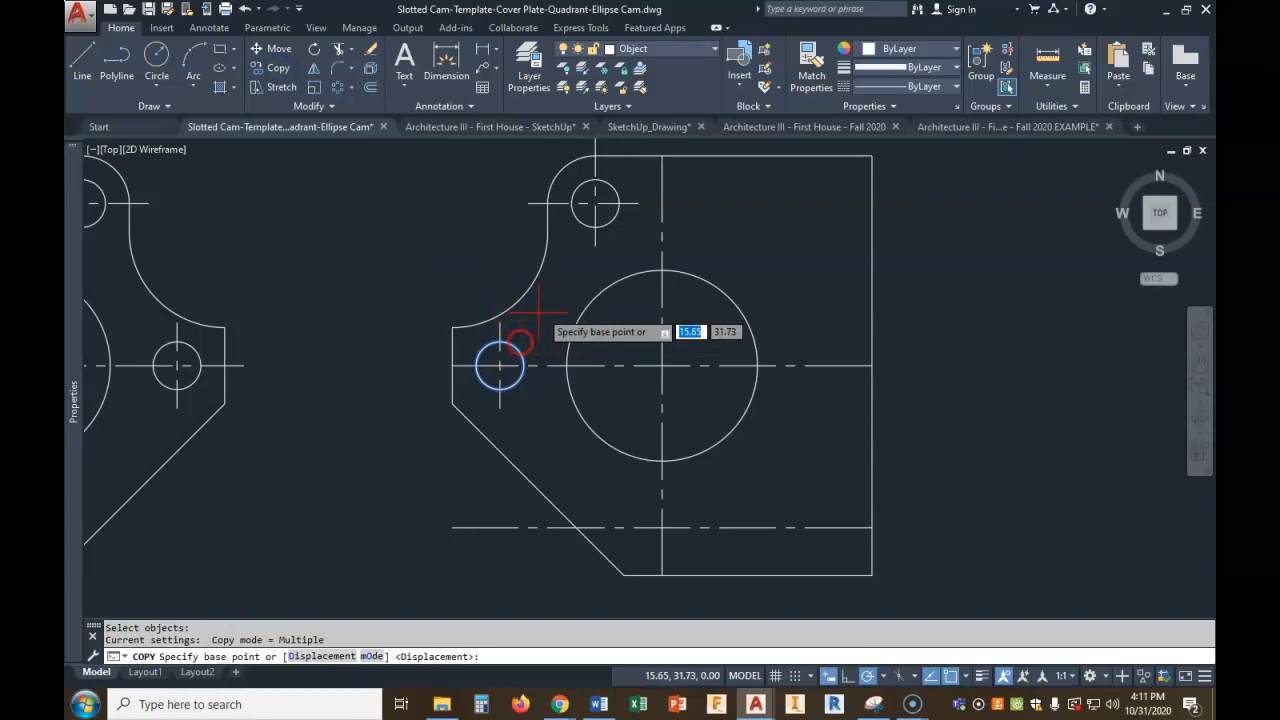 Slotted Cam-Template-Cover Plate-Quadrant-Ellipse Cam.dwg
Type a keyword or phrase
Sign In
Home Insert Annotate Parametric View Manage Output Add-ins Collaborate Express Tools Featured Apps
Line Polyline Circle Arc
Move
Copy
Stretch
Text Dimension
Layer Properties
Object
Insert
Match Properties
ByLayer
ByLayer
ByLayer
Group Measure Paste Base
Draw Modify Annotation Layers Block Properties Groups Utilities Clipboard View
Start
Slotted Cam-Template...adrant-Ellipse Cam*
Architecture III - First House - SketchUp*
SketchUp_Drawing*
Architecture III - First House - Fall 2020
Architecture III - Fi...e - Fall 2020 EXAMPLE*
[−][Top][2D Wireframe]
N
W TOP E
S
WCS
Specify base point or 15.65 31.73
Properties
Select objects:
Current settings: Copy mode = Multiple
COPY Specify base point or [Displacement mOde] <Displacement>:
Model Layout1 Layout2 +
15.65, 31.73, 0.00 MODEL 1:1
Type here to search
4:11 PM
10/31/2020
2